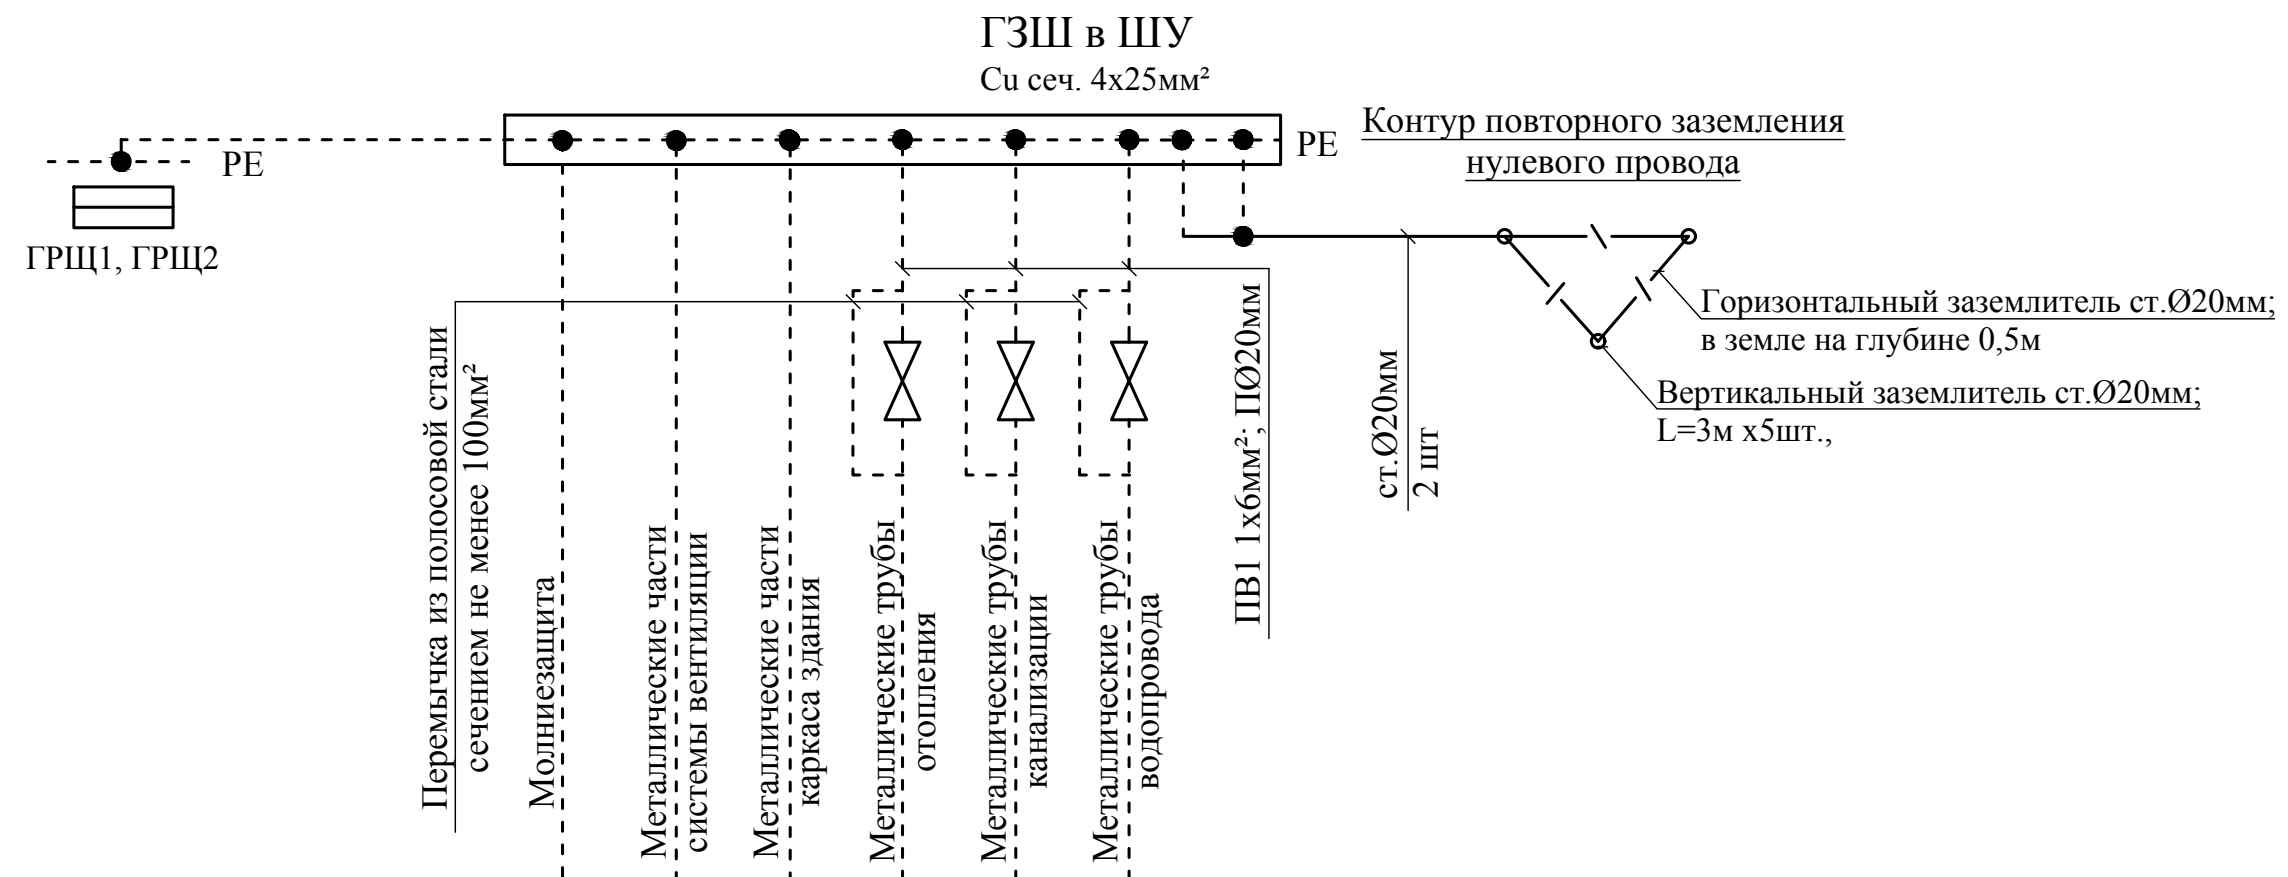 ГЗШ в ШУ
Cu сеч. 4х25мм²
PE
ГРЩ1, ГРЩ2
PE
Контур повторного заземления
нулевого провода
Горизонтальный заземлитель ст.Ø20мм;
в земле на глубине 0,5м
Вертикальный заземлитель ст.Ø20мм;
L=3м х5шт.,
Перемычка из полосовой стали
сечением не менее 100мм²
Молниезащита
Металлические части
системы вентиляции
Металлические части
каркаса здания
Металлические трубы
отопления
Металлические трубы
канализации
Металлические трубы
водопровода
ПВ1 1х6мм²; ПØ20мм
ст.Ø20мм
2 шт